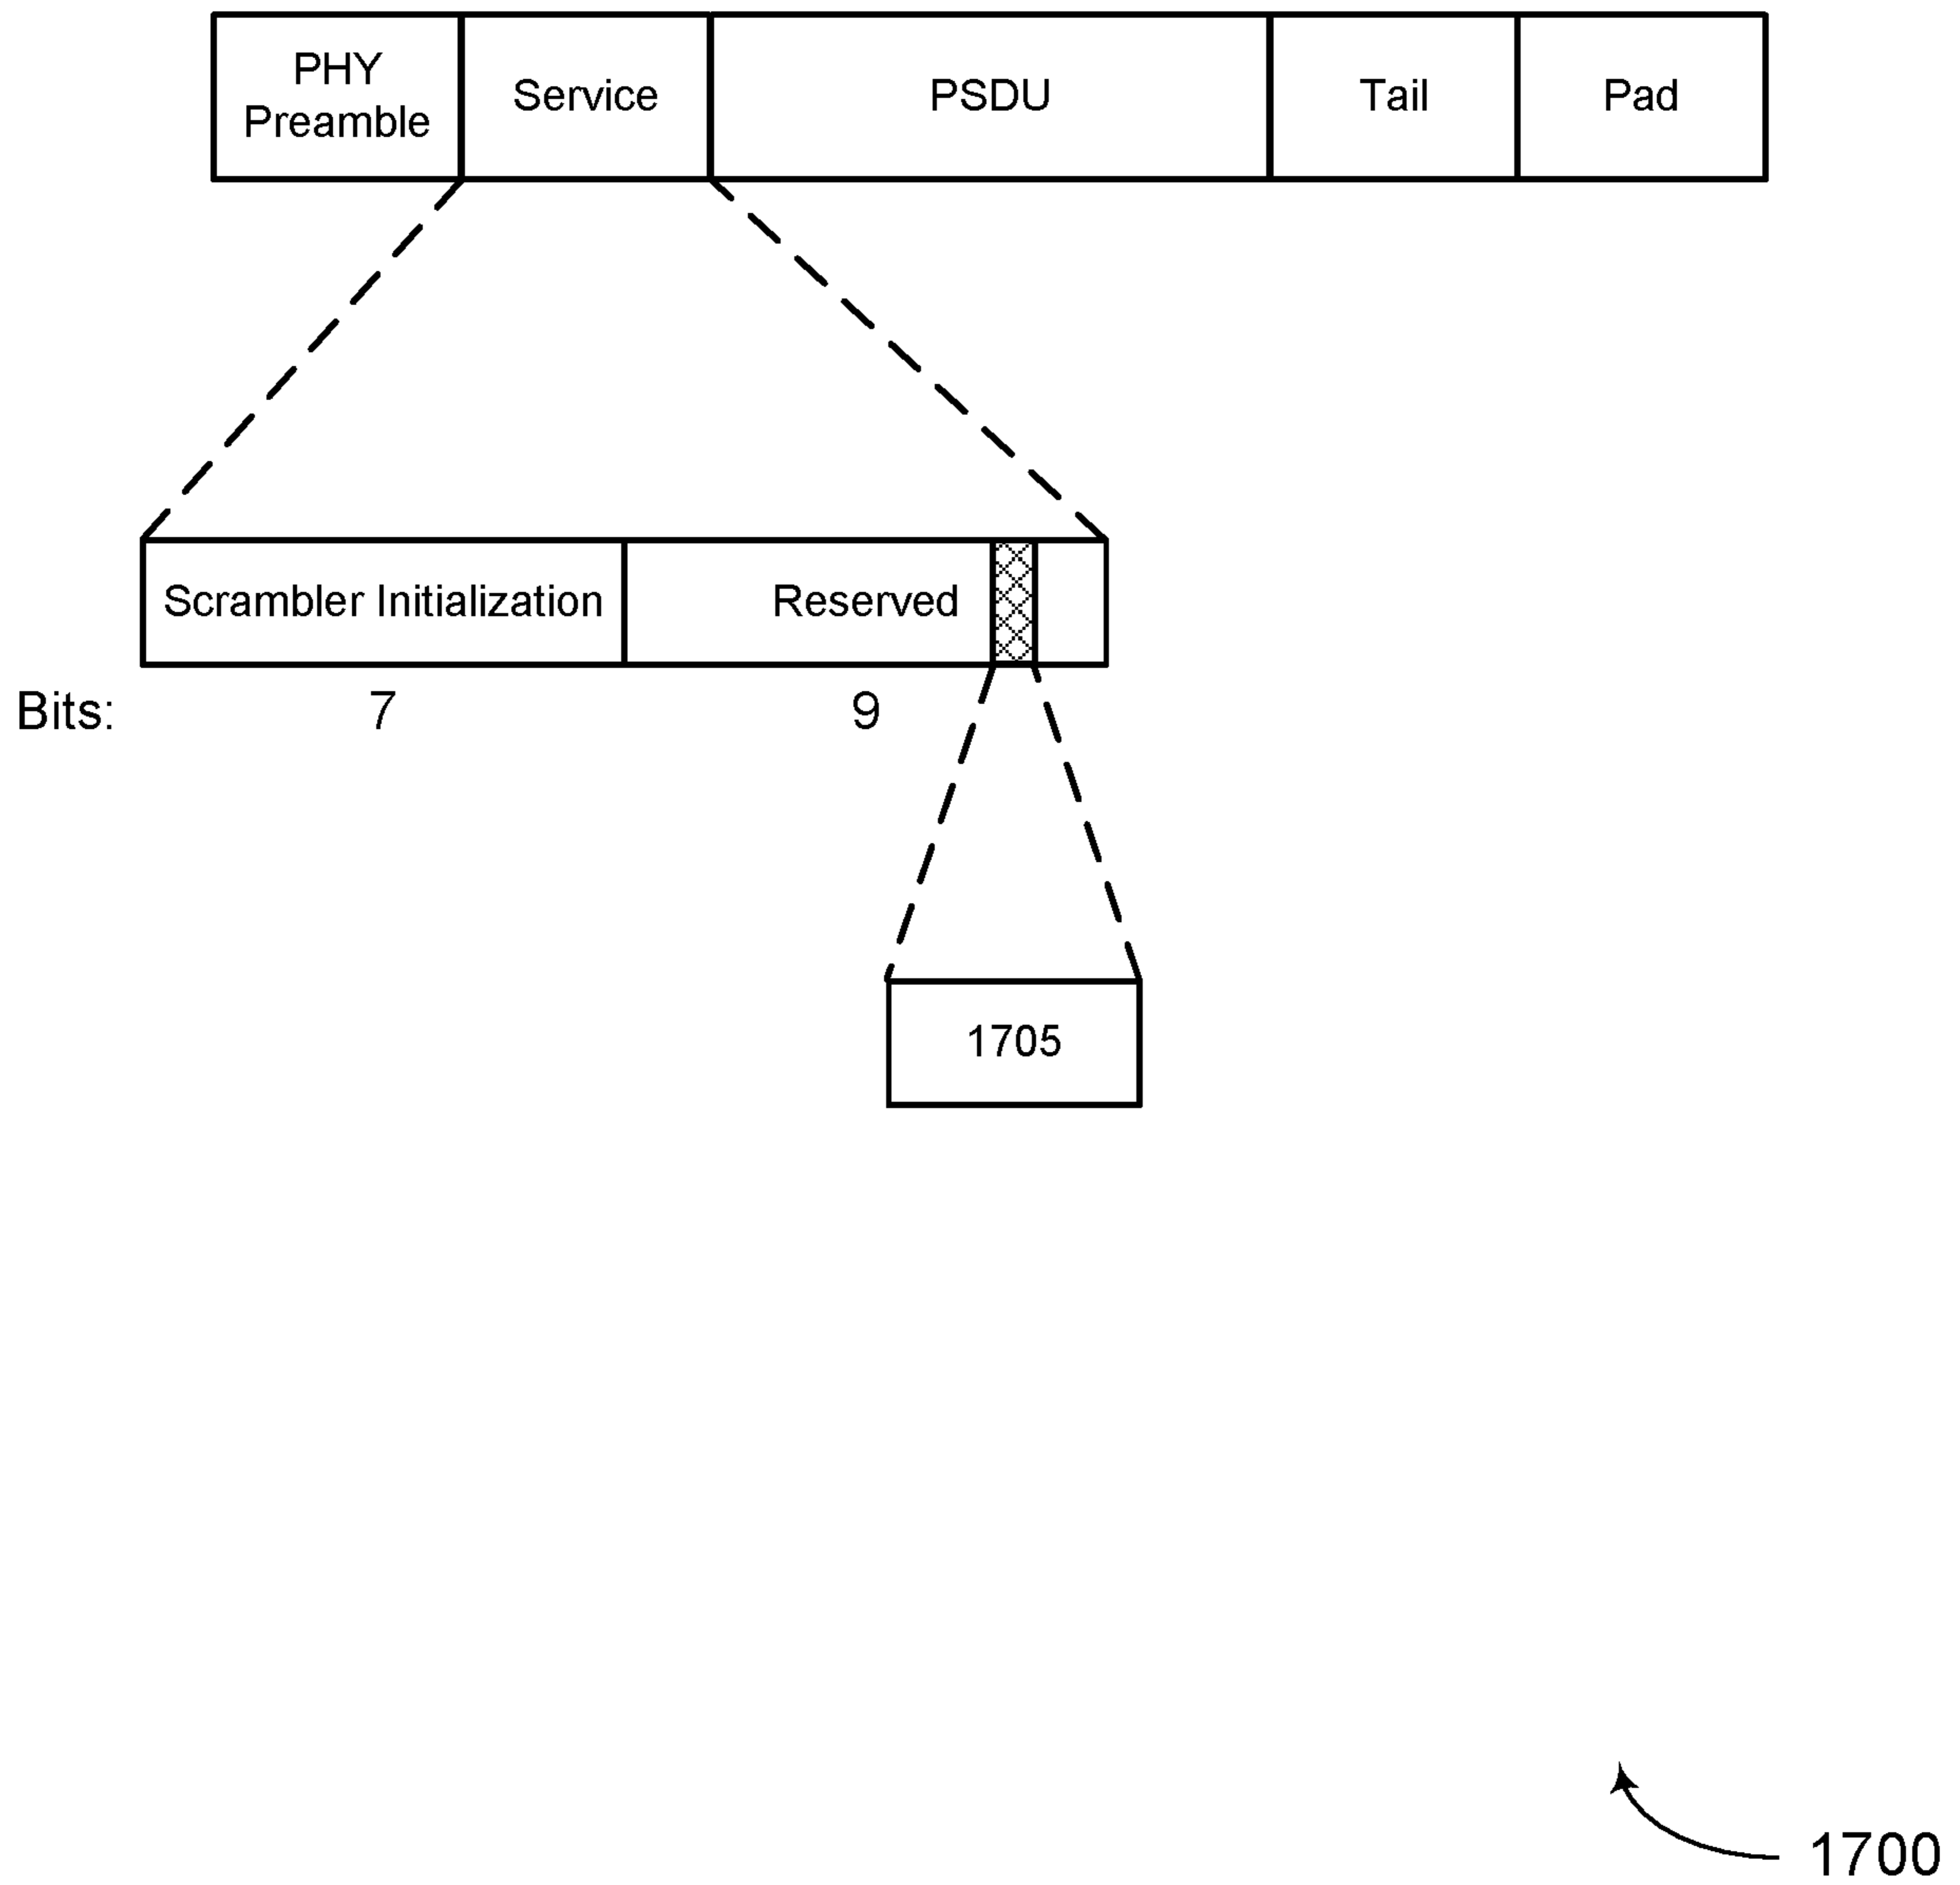 PHY
Preamble
Service
PSDU
Tail
Pad
Scrambler Initialization
Reserved
Bits:
7
9
1705
1700